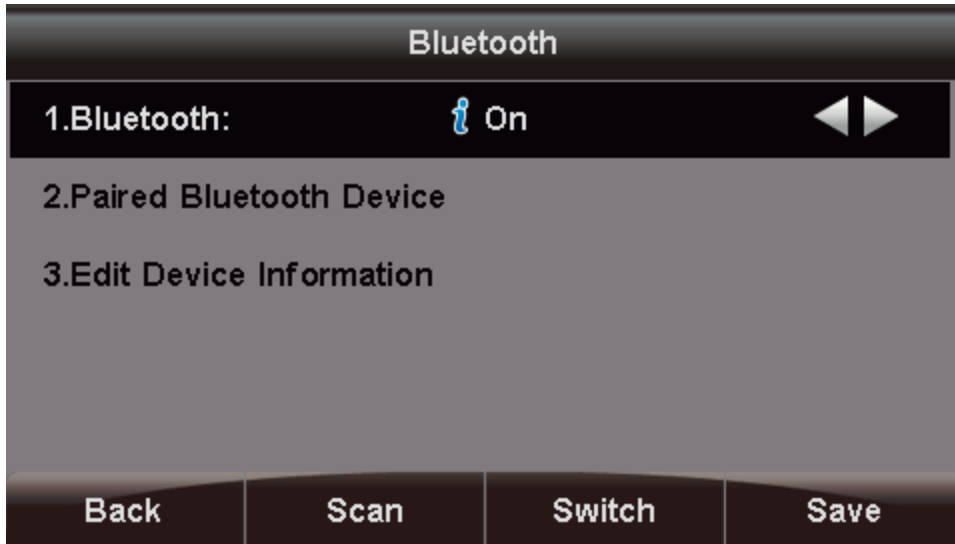 Bluetooth
1.Bluetooth: On
2.Paired Bluetooth Device
3.Edit Device Information
Back Scan Switch Save